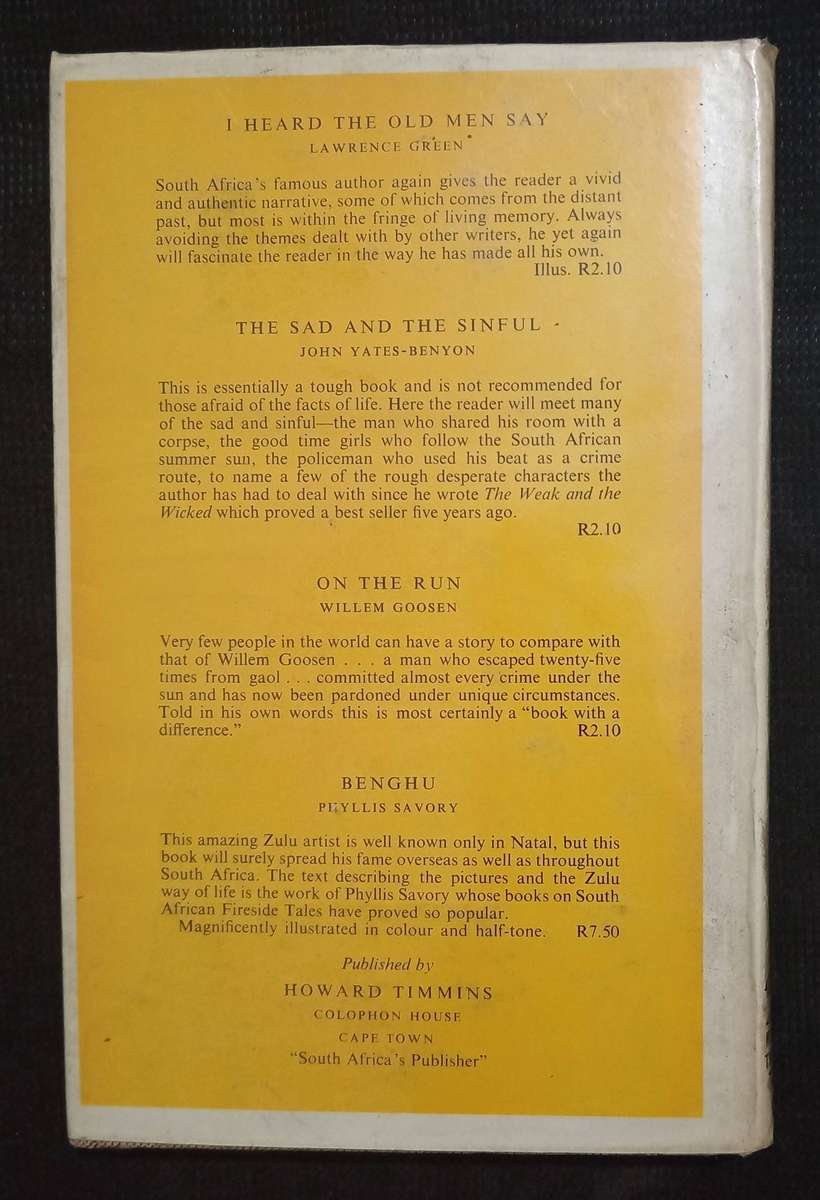 I HEARD THE OLD MEN SAY
LAWRENCE GREEN
South Africa's famous author again gives the reader a vivid
and authentic narrative, some of which comes from the distant
past, but most is within the fringe of living memory. Always
avoiding the themes dealt with by other writers, he yet again
will fascinate the reader in the way he has made all his own.
Illus. R2.10
THE SAD AND THE SINFUL
JOHN YATES-BENYON
This is essentially a tough book and is not recommended for
those afraid of the facts of life. Here the reader will meet many
of the sad and sinful—the man who shared his room with a
corpse, the good time girls who follow the South African
summer sun, the policeman who used his beat as a crime
route, to name a few of the rough desperate characters the
author has had to deal with since he wrote The Weak and the
Wicked which proved a best seller five years ago.
R2.10
ON THE RUN
WILLEM GOOSEN
Very few people in the world can have a story to compare with
that of Willem Goosen . . . a man who escaped twenty-five
times from gaol . . . committed almost every crime under the
sun and has now been pardoned under unique circumstances.
Told in his own words this is most certainly a “book with a
difference.” R2.10
BENGHU
PHYLLIS SAVORY
This amazing Zulu artist is well known only in Natal, but this
book will surely spread his fame overseas as well as throughout
South Africa. The text describing the pictures and the Zulu
way of life is the work of Phyllis Savory whose books on South
African Fireside Tales have proved so popular.
Magnificently illustrated in colour and half-tone. R7.50
Published by
HOWARD TIMMINS
COLOPHON HOUSE
CAPE TOWN
“South Africa's Publisher”